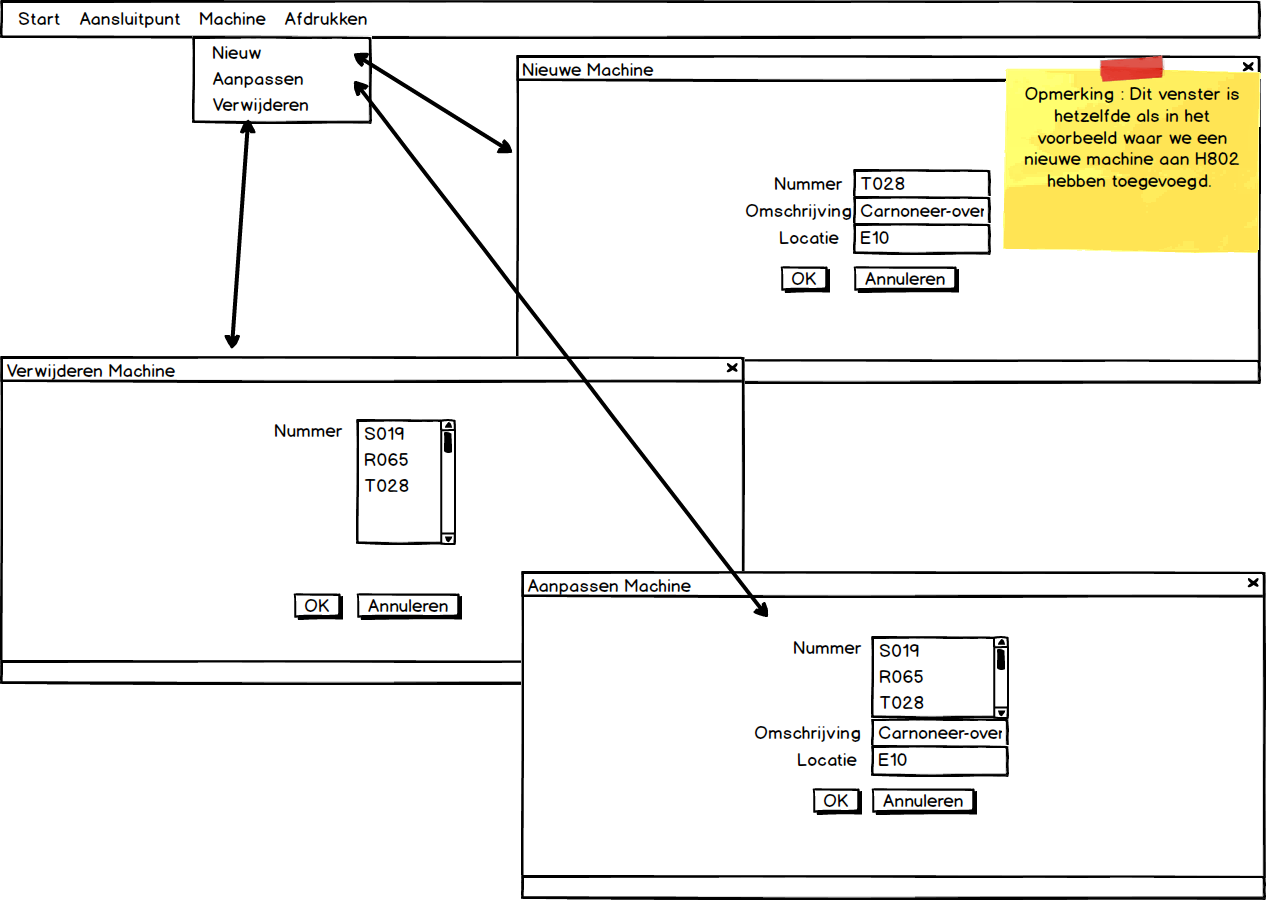 Start Aansluitpunt Machine Afdrukken
Nieuw
Aanpassen
Verwijderen
Nieuwe Machine
Opmerking : Dit venster is
hetzelfde als in het
voorbeeld waar we een
nieuwe machine aan H802
hebben toegevoegd.
Nummer T028
Omschrijving Carnoneer-over
Locatie E10
OK Annuleren
Verwijderen Machine
Nummer
S019
R065
T028
OK Annuleren
Aanpassen Machine
Nummer
S019
R065
T028
Omschrijving Carnoneer-over
Locatie E10
OK Annuleren